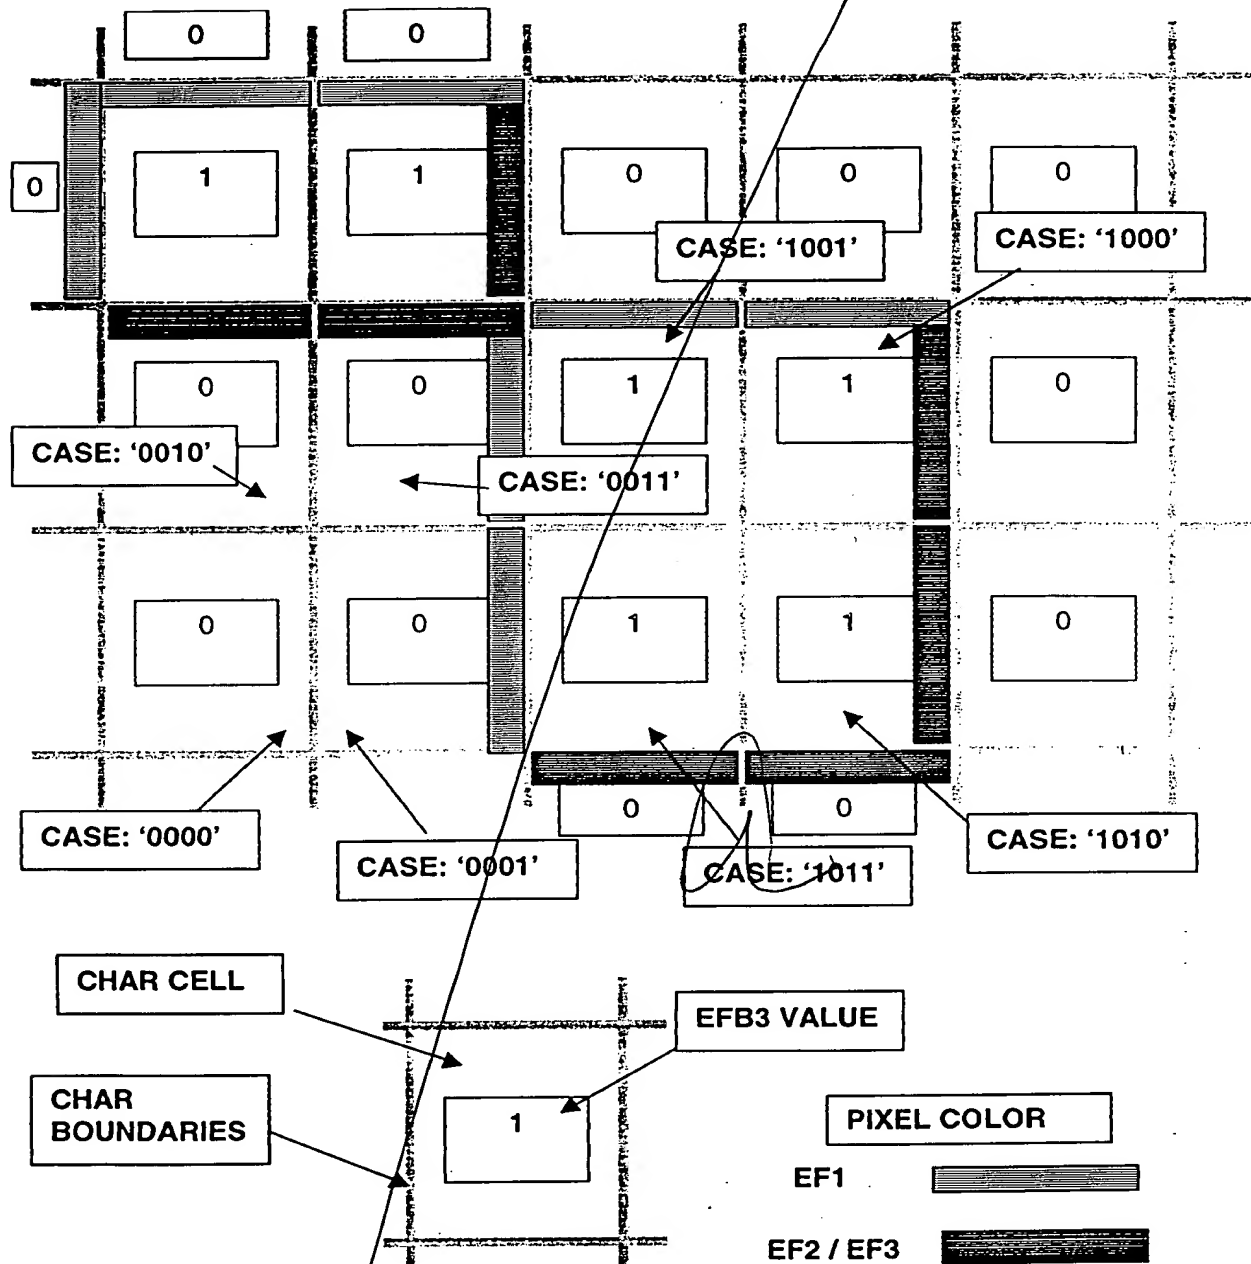 0 0
0 1 1 0 0 0
CASE: '1001' CASE: '1000'
0 0 1 1 0
CASE: '0010' CASE: '0011'
0 0 1 1 0
0 0
CASE: '0000' CASE: '0001' CASE: '1011' CASE: '1010'
CHAR CELL
EFB3 VALUE
CHAR
BOUNDARIES
1
PIXEL COLOR
EF1
EF2 / EF3